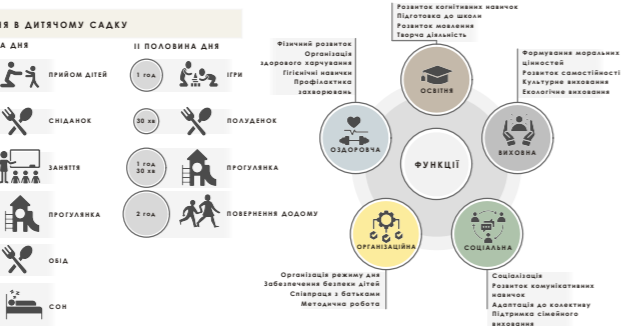 Я В ДИТЯЧОМУ САДКУ
А ДНЯ
ПРИЙОМ ДІТЕЙ
СНІДАНОК
ЗАНЯТТЯ
ПРОГУЛЯНКА
ОБІД
СОН
ІІ ПОЛОВИНА ДНЯ
1 год
ІГРИ
30 хв
ПОЛУДЕНОК
1 год
30 хв
ПРОГУЛЯНКА
2 год
ПОВЕРНЕННЯ ДОДОМУ
Розвиток когнітивних навичок
Підготовка до школи
Розвиток мовлення
Творча діяльність
ОСВІТНЯ
Фізичний розвиток
Організація
здорового харчування
Гігієнічні навички
Профілактика
захворювань
ОЗДОРОВЧА
Формування моральних
цінностей
Розвиток самостійності
Культурне виховання
Екологічне виховання
ВИХОВНА
ФУНКЦІЇ
ОРГАНІЗАЦІЙНА
Організація режиму дня
Забезпечення безпеки дітей
Співпраця з батьками
Методична робота
СОЦІАЛЬНА
Соціалізація
Розвиток комунікативних
навичок
Адаптація до колективу
Підтримка сімейного
виховання